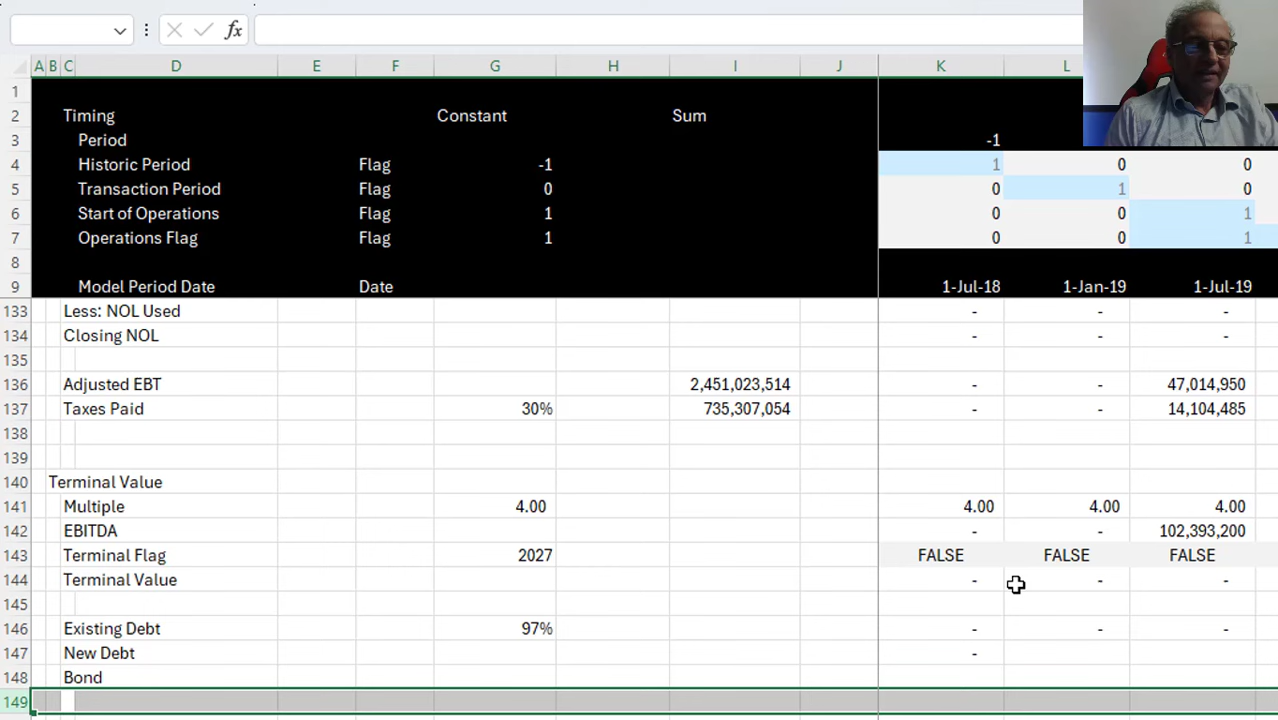 fx
A B C D E F G H I J K L
1
2 Timing Constant Sum
3 Period -1
4 Historic Period Flag -1 1 0 0
5 Transaction Period Flag 0 0 1 0
6 Start of Operations Flag 1 0 0 1
7 Operations Flag Flag 1 0 0 1
8
9 Model Period Date Date 1-Jul-18 1-Jan-19 1-Jul-19
133 Less: NOL Used - - -
134 Closing NOL - - -
135
136 Adjusted EBT 2,451,023,514 - - 47,014,950
137 Taxes Paid 30% 735,307,054 - - 14,104,485
138
139
140 Terminal Value
141 Multiple 4.00 4.00 4.00 4.00
142 EBITDA - - 102,393,200
143 Terminal Flag 2027 FALSE FALSE FALSE
144 Terminal Value - - -
145
146 Existing Debt 97% - - -
147 New Debt -
148 Bond
149